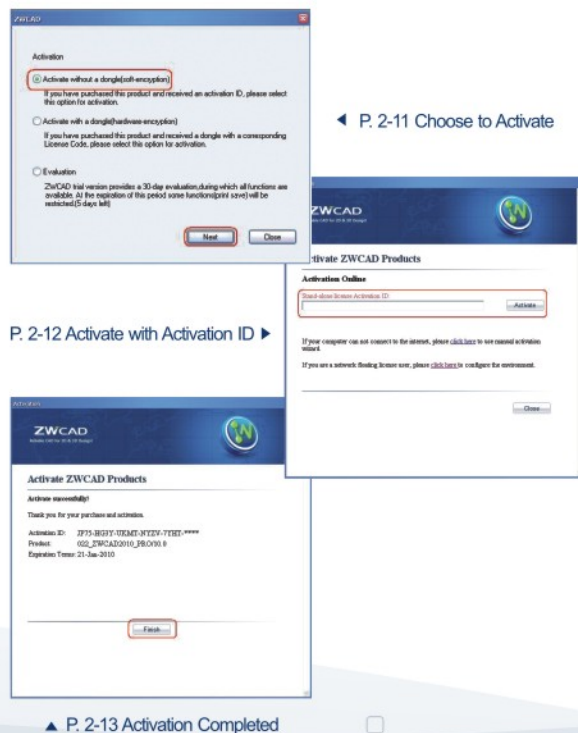 ZWCAD
Activation
Activate without a dongle(soft-encryption)
If you have purchased this product and received an activation ID, please select
this option for activation.
Activate with a dongle(hardware-encryption)
If you have purchased this product and received a dongle with a corresponding
License Code, please select this option for activation.
Evaluation
ZWCAD trial version provides a 30-day evaluation,during which all functions are
available. At the expiration of this period some functions(print save) will be
restricted.(5 days left)
Next
Close
◀ P. 2-11 Choose to Activate
ZWCAD
ctivate ZWCAD Products
Activation Online
Stand-alone license Activation ID
Activate
If your computer can not connect to the internet, please click here to use manual activation
wizard.
If you are a network floating license user, please click here to configure the environment.
Close
P. 2-12 Activate with Activation ID ▶
Activation
ZWCAD
Activate ZWCAD Products
Activate successfully!
Thank you for your purchase and activation.
Activation ID:
Product: 022_ZWCAD2010_PRO/30.8
Expiration Terms: 21-Jan-2010
Finish
▲ P. 2-13 Activation Completed